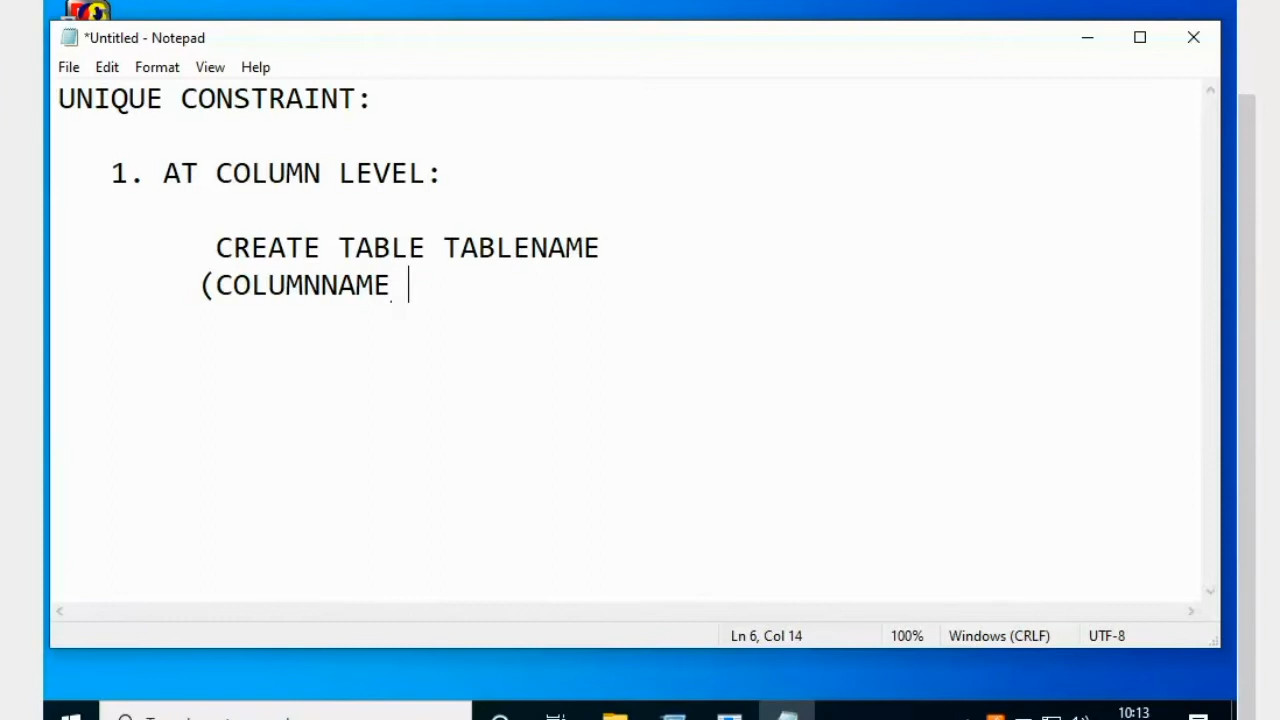 *Untitled - Notepad
File Edit Format View Help
UNIQUE CONSTRAINT:
1. AT COLUMN LEVEL:
CREATE TABLE TABLENAME
(COLUMNNAME
Ln 6, Col 14 100% Windows (CRLF) UTF-8
10:13